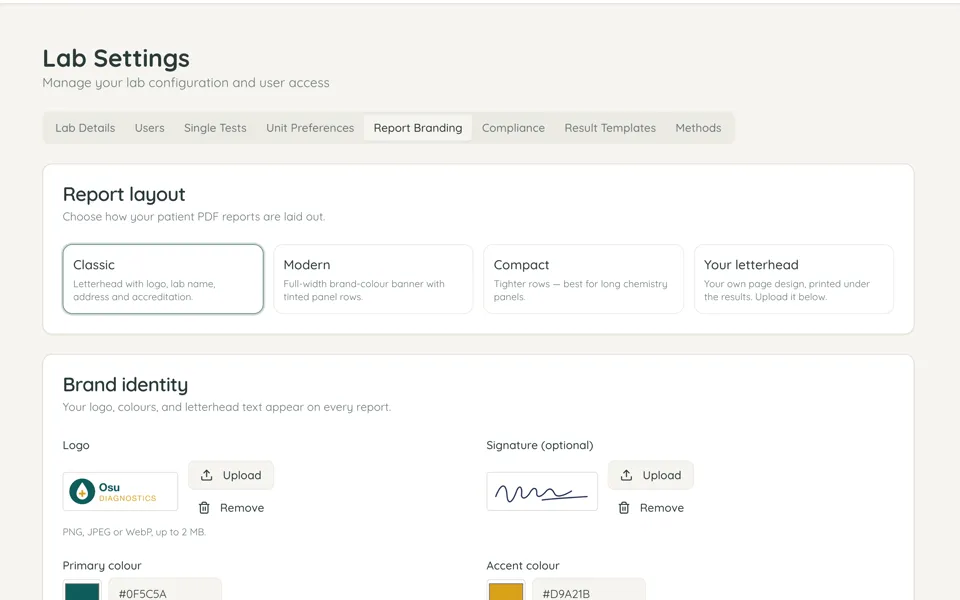 Lab Settings
Manage your lab configuration and user access
Lab Details Users Single Tests Unit Preferences Report Branding Compliance Result Templates Methods
Report layout
Choose how your patient PDF reports are laid out.
Classic
Letterhead with logo, lab name,
address and accreditation.
Modern
Full-width brand-colour banner with
tinted panel rows.
Compact
Tighter rows — best for long chemistry
panels.
Your letterhead
Your own page design, printed under
the results. Upload it below.
Brand identity
Your logo, colours, and letterhead text appear on every report.
Logo
Osu
DIAGNOSTICS
Upload
Remove
PNG, JPEG or WebP, up to 2 MB.
Signature (optional)
Upload
Remove
Primary colour
#0F5C5A
Accent colour
#D9A21B